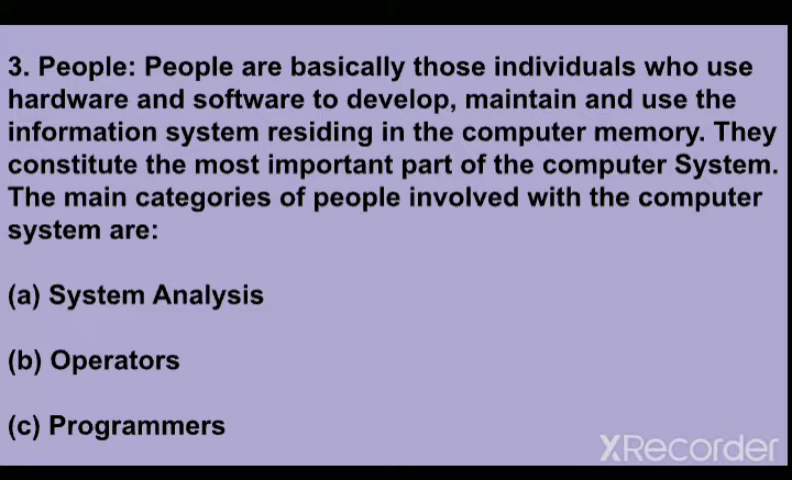 3. People: People are basically those individuals who use
hardware and software to develop, maintain and use the
information system residing in the computer memory. They
constitute the most important part of the computer System.
The main categories of people involved with the computer
system are:
(a) System Analysis
(b) Operators
(c) Programmers
XRecorder